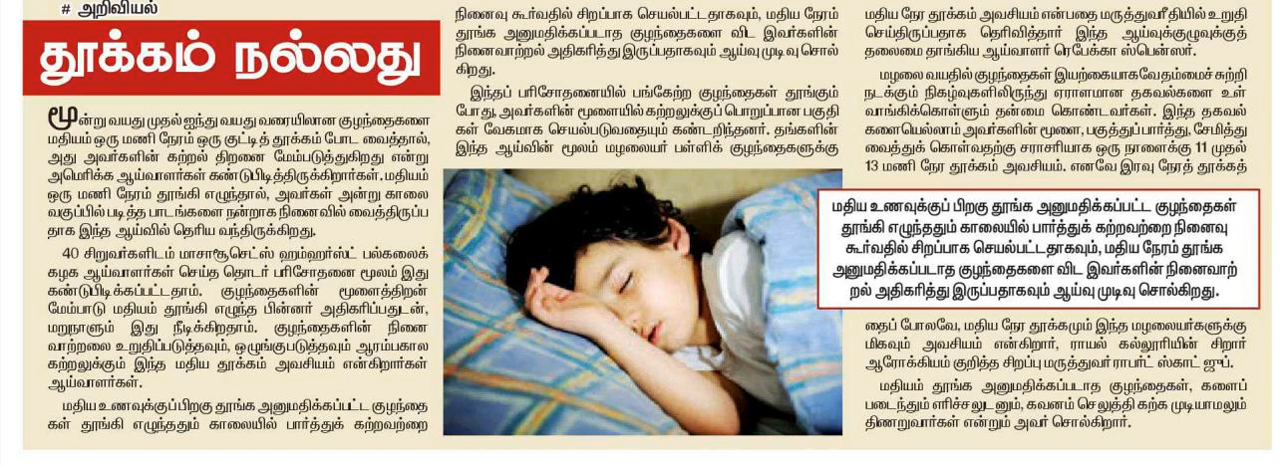 # அறிவியல்
தூக்கம் நல்லது
மூன்று வயது முதல் ஐந்து வயது வரையிலான குழந்தைகளை
மதியம் ஒரு மணி நேரம் ஒரு குட்டித் தூக்கம் போட வைத்தால்,
அது அவர்களின் கற்றல் திறனை மேம்படுத்துகிறது என்று
அமெரிக்க ஆய்வாளர்கள் கண்டுபிடித்திருக்கிறார்கள். மதியம்
ஒரு மணி நேரம் தூங்கி எழுந்தால், அவர்கள் அன்று காலை
வகுப்பில் படித்த பாடங்களை நன்றாக நினைவில் வைத்திருப்ப
தாக இந்த ஆய்வில் தெரிய வந்திருக்கிறது.
40 சிறுவர்களிடம் மாசாசூசெட்ஸ் ஹம்ஹர்ஸ்ட் பல்கலைக்
கழக ஆய்வாளர்கள் செய்த தொடர் பரிசோதனை மூலம் இது
கண்டுபிடிக்கப்பட்டதாம். குழந்தைகளின் மூளைத்திறன்
மேம்பாடு மதியம் தூங்கி எழுந்த பின்னர் அதிகரிப்பதுடன்,
மறுநாளும் இது நீடிக்கிறதாம். குழந்தைகளின் நினை
வாற்றலை உறுதிப்படுத்தவும், ஒழுங்குபடுத்தவும் ஆரம்பகால
கற்றலுக்கும் இந்த மதிய தூக்கம் அவசியம் என்கிறார்கள்
ஆய்வாளர்கள்.
மதிய உணவுக்குப் பிறகு தூங்க அனுமதிக்கப்பட்ட குழந்தை
கள் தூங்கி எழுந்ததும் காலையில் பார்த்துக் கற்றவற்றை
நினைவு கூர்வதில் சிறப்பாக செயல்பட்டதாகவும், மதிய நேரம்
தூங்க அனுமதிக்கப்படாத குழந்தைகளை விட இவர்களின்
நினைவாற்றல் அதிகரித்து இருப்பதாகவும் ஆய்வு முடிவு சொல்
கிறது.
இந்தப் பரிசோதனையில் பங்கேற்ற குழந்தைகள் தூங்கும்
போது, அவர்களின் மூளையில் கற்றலுக்குப் பொறுப்பான பகுதி
கள் வேகமாக செயல்படுவதையும் கண்டறிந்தனர். தங்களின்
இந்த ஆய்வின் மூலம் மழலையர் பள்ளிக் குழந்தைகளுக்கு
மதிய நேர தூக்கம் அவசியம் என்பதை மருத்துவரீதியில் உறுதி
செய்திருப்பதாக தெரிவித்தார் இந்த ஆய்வுக்குழுவுக்குத்
தலைமை தாங்கிய ஆய்வாளர் ரெபேக்கா ஸ்பென்ஸர்.
மழலை வயதில் குழந்தைகள் இயற்கையாகவே தம்மைச் சுற்றி
நடக்கும் நிகழ்வுகளிலிருந்து ஏராளமான தகவல்களை உள்
வாங்கிக்கொள்ளும் தன்மை கொண்டவர்கள். இந்த தகவல்
களையெல்லாம் அவர்களின் மூளை, பகுத்துப்பார்த்து, சேமித்து
வைத்துக் கொள்வதற்கு சராசரியாக ஒரு நாளைக்கு 11 முதல்
13 மணி நேர தூக்கம் அவசியம். எனவே இரவு நேரத் தூக்கத்
மதிய உணவுக்குப் பிறகு தூங்க அனுமதிக்கப்பட்ட குழந்தைகள்
தூங்கி எழுந்ததும் காலையில் பார்த்துக் கற்றவற்றை நினைவு
கூர்வதில் சிறப்பாக செயல்பட்டதாகவும், மதிய நேரம் தூங்க
அனுமதிக்கப்படாத குழந்தைகளை விட இவர்களின் நினைவாற்
றல் அதிகரித்து இருப்பதாகவும் ஆய்வு முடிவு சொல்கிறது.
தைப் போலவே, மதிய நேர தூக்கமும் இந்த மழலையர்களுக்கு
மிகவும் அவசியம் என்கிறார், ராயல் கல்லூரியின் சிறார்
ஆரோக்கியம் குறித்த சிறப்பு மருத்துவர் ராபர்ட் ஸ்காட் ஜுப்.
மதியம் தூங்க அனுமதிக்கப்படாத குழந்தைகள், களைப்
படைந்தும் எரிச்சலுடனும், கவனம் செலுத்தி கற்க முடியாமலும்
திணறுவார்கள் என்றும் அவர் சொல்கிறார்.